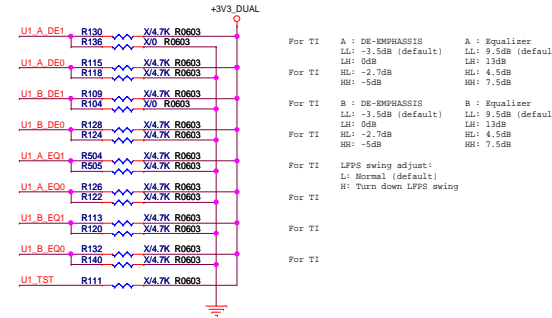 +3V3_DUAL
U1_A_DE1 R130 X/4.7K R0603
R136 X/0 R0603
U1_A_DE0 R115 X/4.7K R0603
R118 X/4.7K R0603
U1_B_DE1 R109 X/4.7K R0603
R104 X/0 R0603
U1_B_DE0 R128 X/4.7K R0603
R124 X/4.7K R0603
U1_A_EQ1 R504 X/4.7K R0603
R505 X/4.7K R0603
U1_A_EQ0 R126 X/4.7K R0603
R122 X/4.7K R0603
U1_B_EQ1 R113 X/4.7K R0603
R120 X/4.7K R0603
U1_B_EQ0 R132 X/4.7K R0603
R140 X/4.7K R0603
U1_TST R111 X/4.7K R0603
For TI A : DE-EMPHASSIS A : Equalizer
LL: -3.5dB (default) LL: 9.5dB (defaul
LH: 0dB LH: 13dB
For TI HL: -2.7dB HL: 4.5dB
HH: -5dB HH: 7.5dB
For TI B : DE-EMPHASSIS B : Equalizer
LL: -3.5dB (default) LL: 9.5dB (defaul
LH: 0dB LH: 13dB
For TI HL: -2.7dB HL: 4.5dB
HH: -5dB HH: 7.5dB
For TI LFPS swing adjust:
L: Normal (default)
H: Turn down LFPS swing
For TI
For TI
For TI